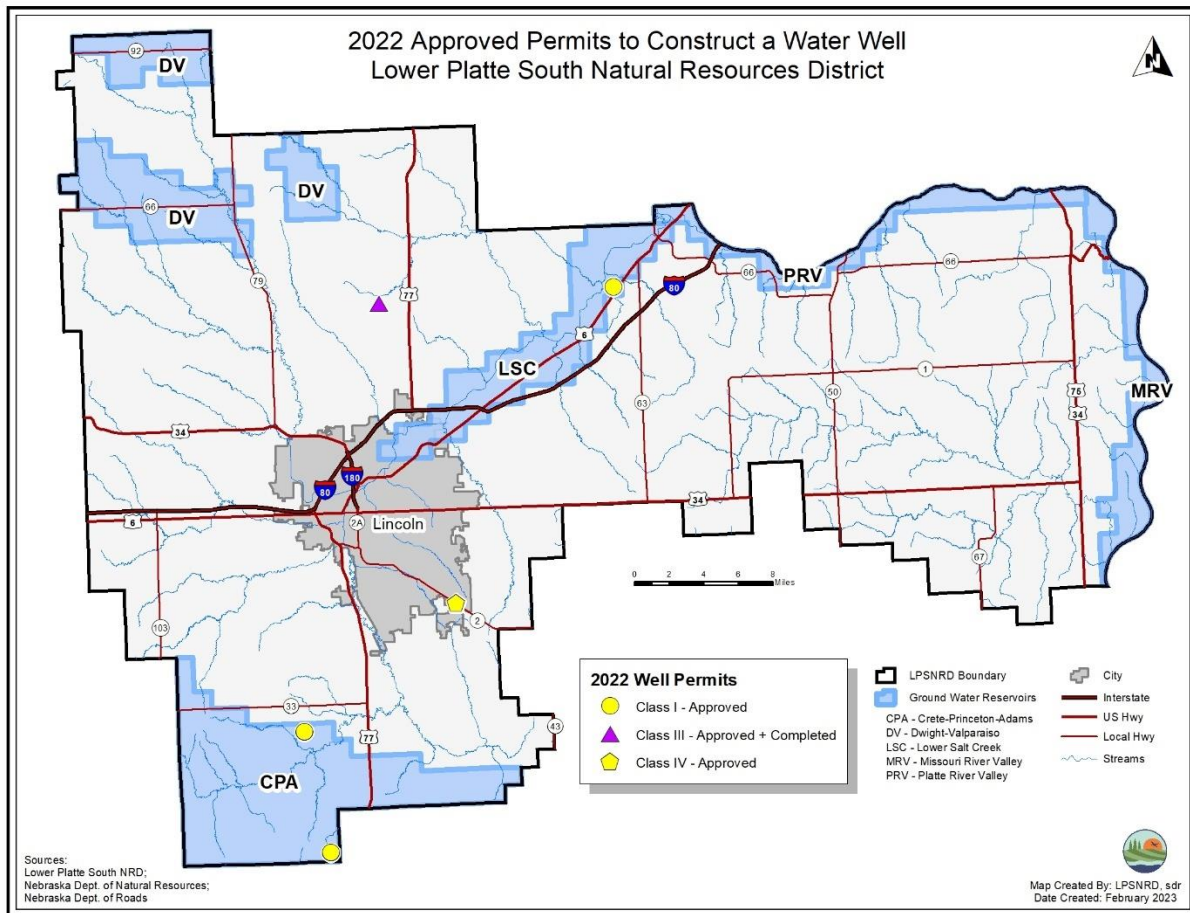 2022 Approved Permits to Construct a Water Well
Lower Platte South Natural Resources District
N
92
DV
DV
66
DV
79
77
66
PRV
66
80
6
LSC
63
1
50
75
34
MRV
34
180
80
6
2A
Lincoln
34
67
103
2
0 2 4 6 8
Miles
33
77
43
CPA
2022 Well Permits
Class I - Approved
Class III - Approved + Completed
Class IV - Approved
LPSNRD Boundary
Ground Water Reservoirs
CPA - Crete-Princeton-Adams
DV - Dwight-Valparaiso
LSC - Lower Salt Creek
MRV - Missouri River Valley
PRV - Platte River Valley
City
Interstate
US Hwy
Local Hwy
Streams
Sources:
Lower Platte South NRD;
Nebraska Dept. of Natural Resources;
Nebraska Dept. of Roads
Map Created By: LPSNRD, sdr
Date Created: February 2023